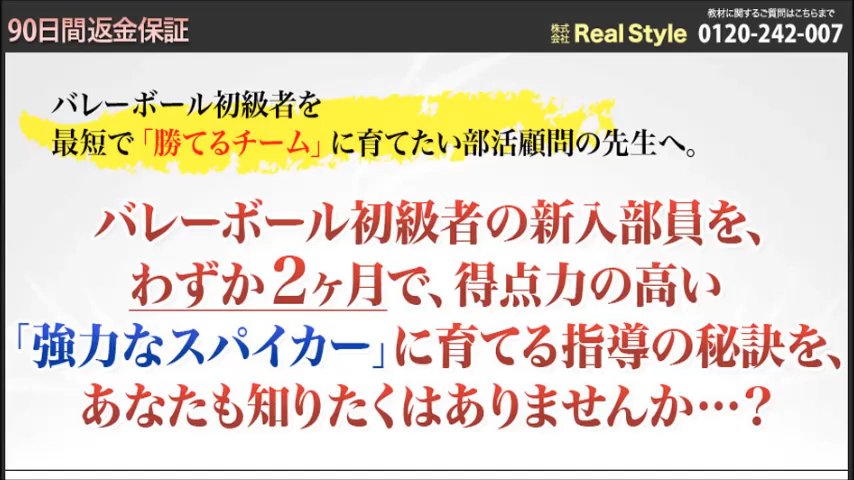 90日間返金保証
教材に関するご質問はこちらまで
株式会社 Real Style 0120-242-007
バレーボール初級者を
最短で「勝てるチーム」に育てたい部活顧問の先生へ。
バレーボール初級者の新入部員を、
わずか2ヶ月で、得点力の高い
「強力なスパイカー」に育てる指導の秘訣を、
あなたも知りたくはありませんか…？